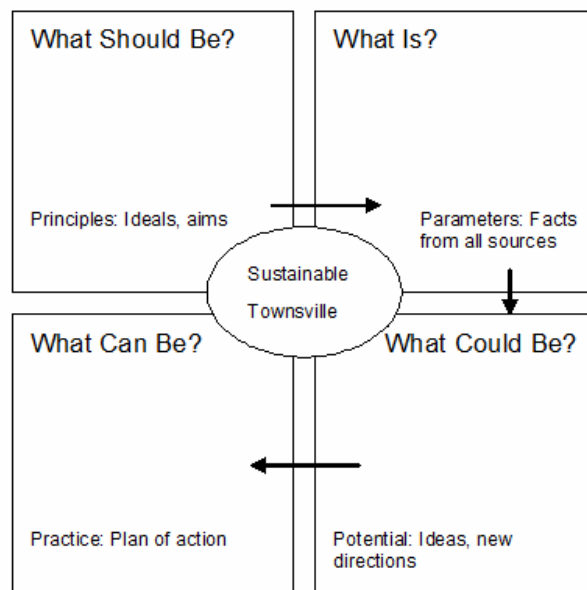 What Should Be?
Principles: Ideals, aims
What Is?
Parameters: Facts
from all sources
Sustainable
Townsville
What Can Be?
Practice: Plan of action
What Could Be?
Potential: Ideas, new
directions